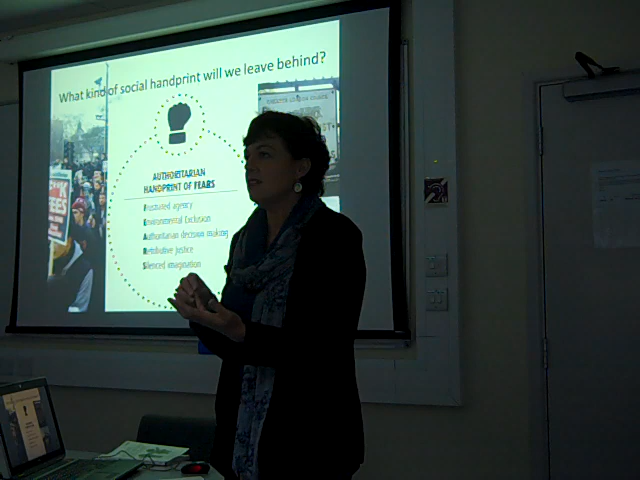 What kind of social handprint will we leave behind?
AUTHORITARIAN
HANDPRINT OF FEARS
Frustrated agency
Environmental Exclusion
Authoritarian decision making
Retributive justice
Silenced imagination
FEES